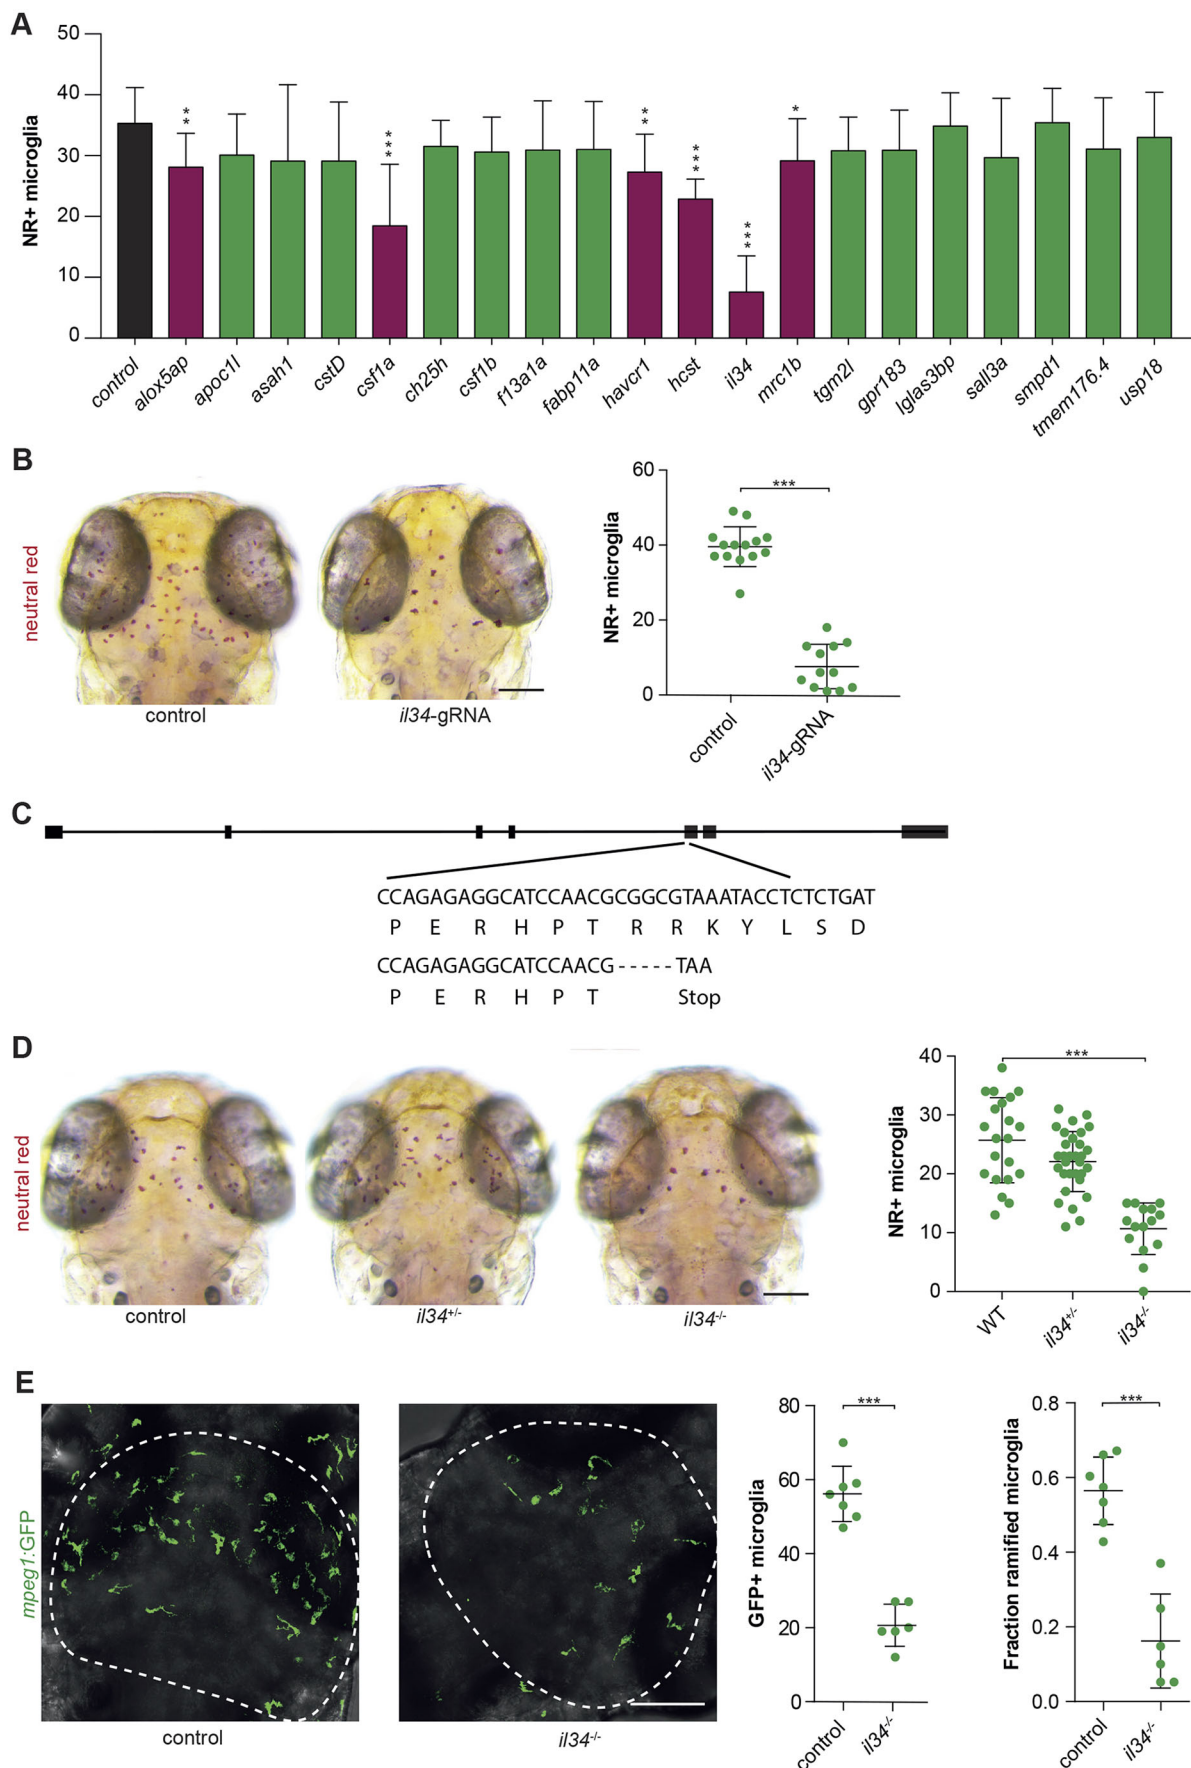 A
50
40
30
20
10
0
NR+ microglia
**
***
**
***
***
*
control
alox5ap
apoc1l
asah1
cstD
csf1a
ch25h
csf1b
f13a1a
fabp11a
havcr1
hcst
il34
mrc1b
tgm2l
gpr183
lglas3bp
sall3a
smpd1
tmem176.4
usp18
B
neutral red
control
il34-gRNA
60
40
20
0
NR+ microglia
***
control
il34-gRNA
C
CCAGAGAGGCATCCAACGCGGCGTAAATACCTCTCTGAT
P E R H P T R R K Y L S D
CCAGAGAGGCATCCAACG-----TAA
P E R H P T Stop
D
neutral red
control
il34+/-
il34-/-
40
30
20
10
0
NR+ microglia
***
WT
il34+/-
il34-/-
E
mpeg1:GFP
control
il34-/-
80
60
40
20
0
GFP+ microglia
***
control
il34-/-
0.8
0.6
0.4
0.2
0.0
Fraction ramified microglia
***
control
il34-/-